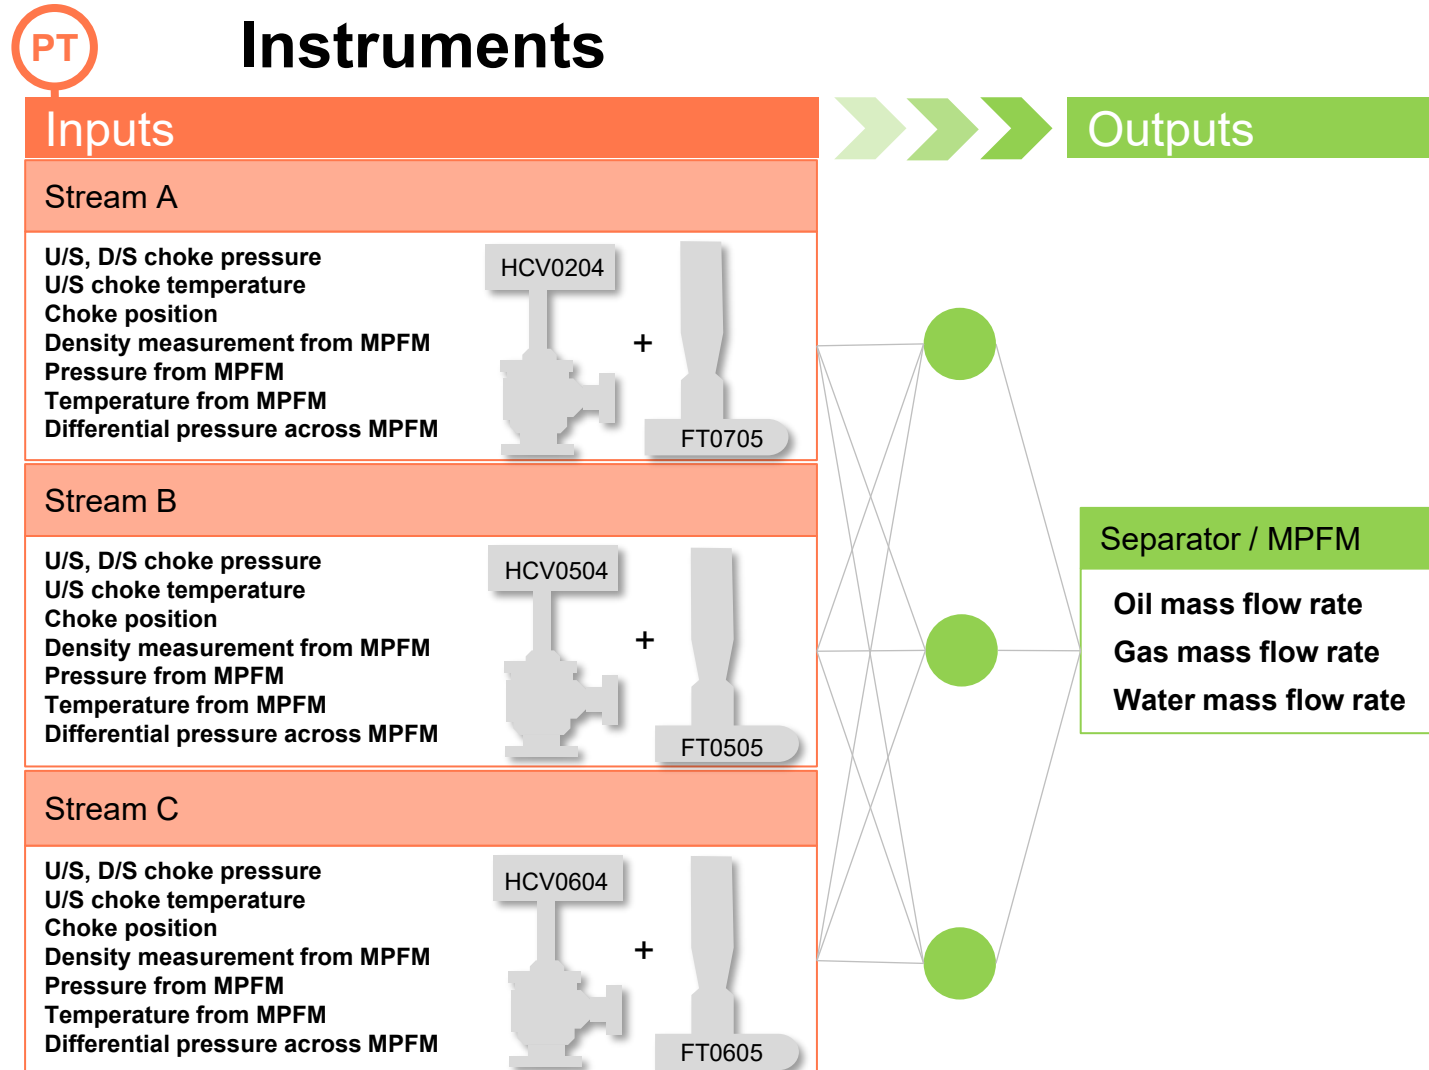 PT
Instruments
Inputs
Outputs
Stream A
U/S, D/S choke pressure
U/S choke temperature
Choke position
Density measurement from MPFM
Pressure from MPFM
Temperature from MPFM
Differential pressure across MPFM
HCV0204
+
FT0705
Stream B
U/S, D/S choke pressure
U/S choke temperature
Choke position
Density measurement from MPFM
Pressure from MPFM
Temperature from MPFM
Differential pressure across MPFM
HCV0504
+
FT0505
Stream C
U/S, D/S choke pressure
U/S choke temperature
Choke position
Density measurement from MPFM
Pressure from MPFM
Temperature from MPFM
Differential pressure across MPFM
HCV0604
+
FT0605
Separator / MPFM
Oil mass flow rate
Gas mass flow rate
Water mass flow rate